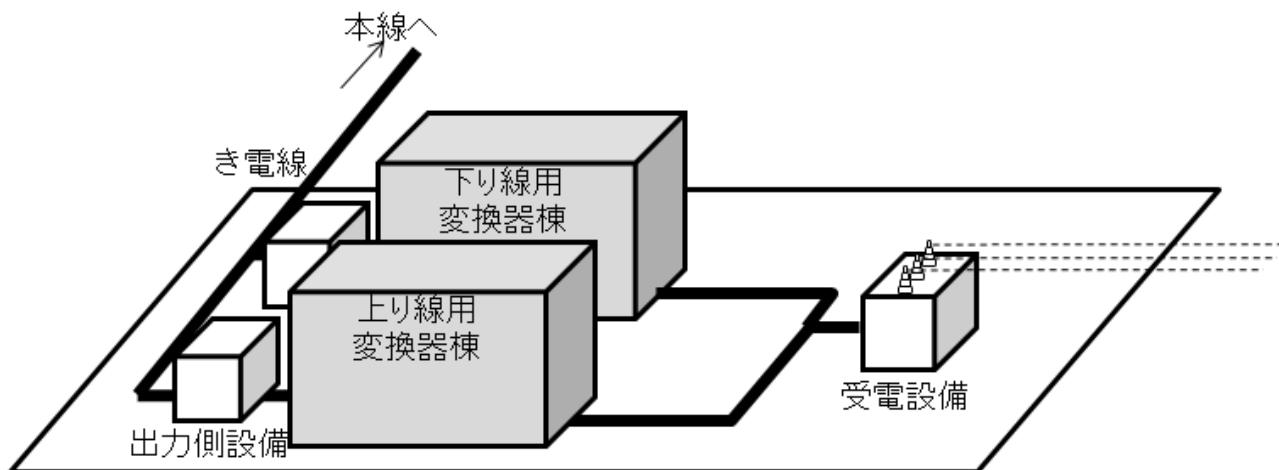 本線へ
き電線
下り線用
変換器棟
上り線用
変換器棟
受電設備
出力側設備